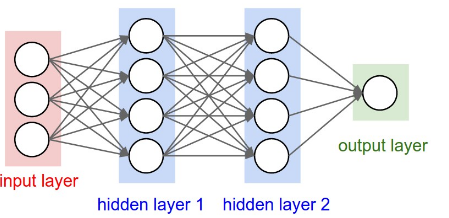 input layer
hidden layer 1
hidden layer 2
output layer